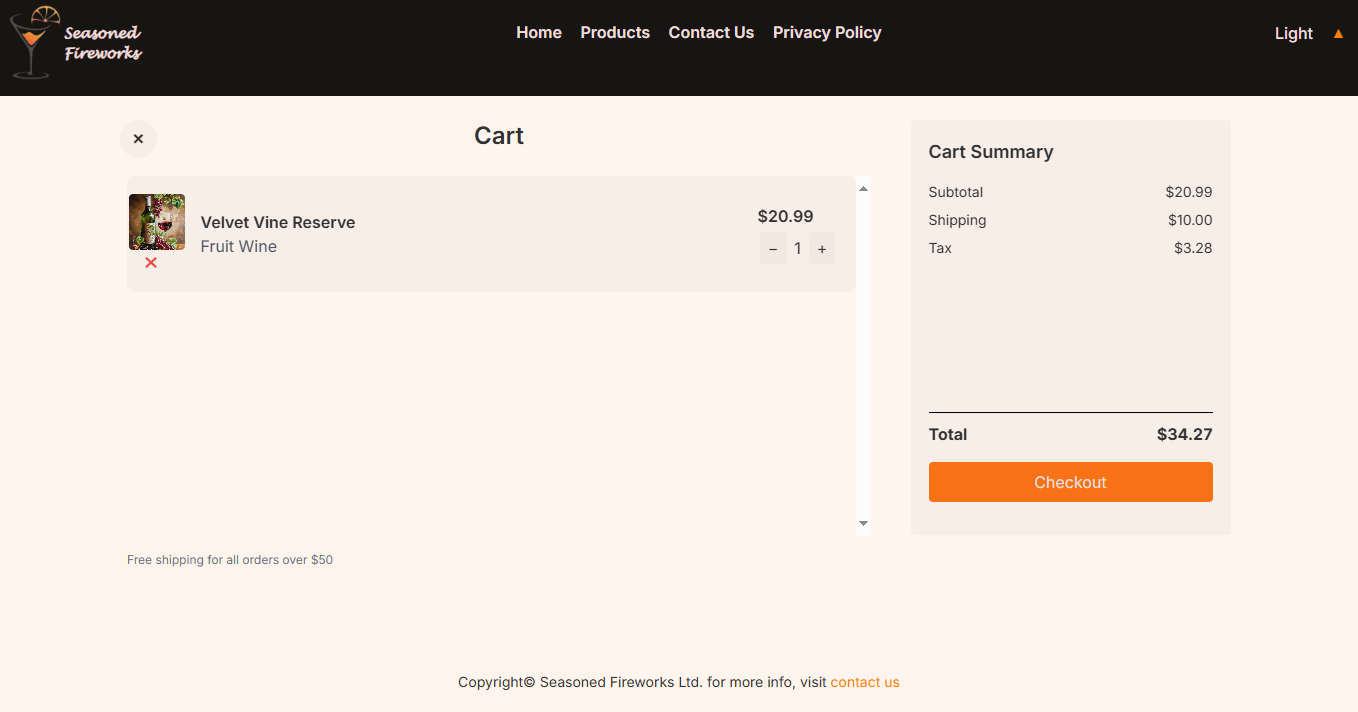 Seasoned
Fireworks
Home Products Contact Us Privacy Policy
Light
Cart
Velvet Vine Reserve
Fruit Wine
$20.99
− 1 +
Free shipping for all orders over $50
Cart Summary
Subtotal $20.99
Shipping $10.00
Tax $3.28
Total $34.27
Checkout
Copyright© Seasoned Fireworks Ltd. for more info, visit contact us